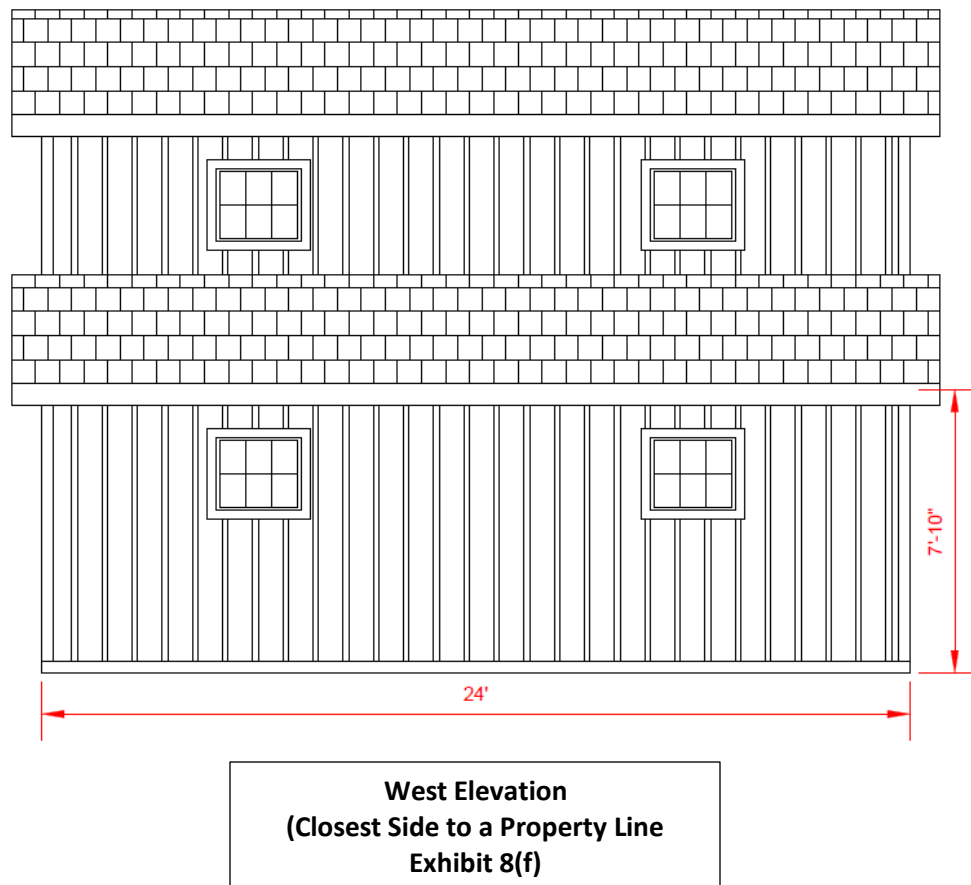 7'-10"
24'
West Elevation
(Closest Side to a Property Line
Exhibit 8(f)